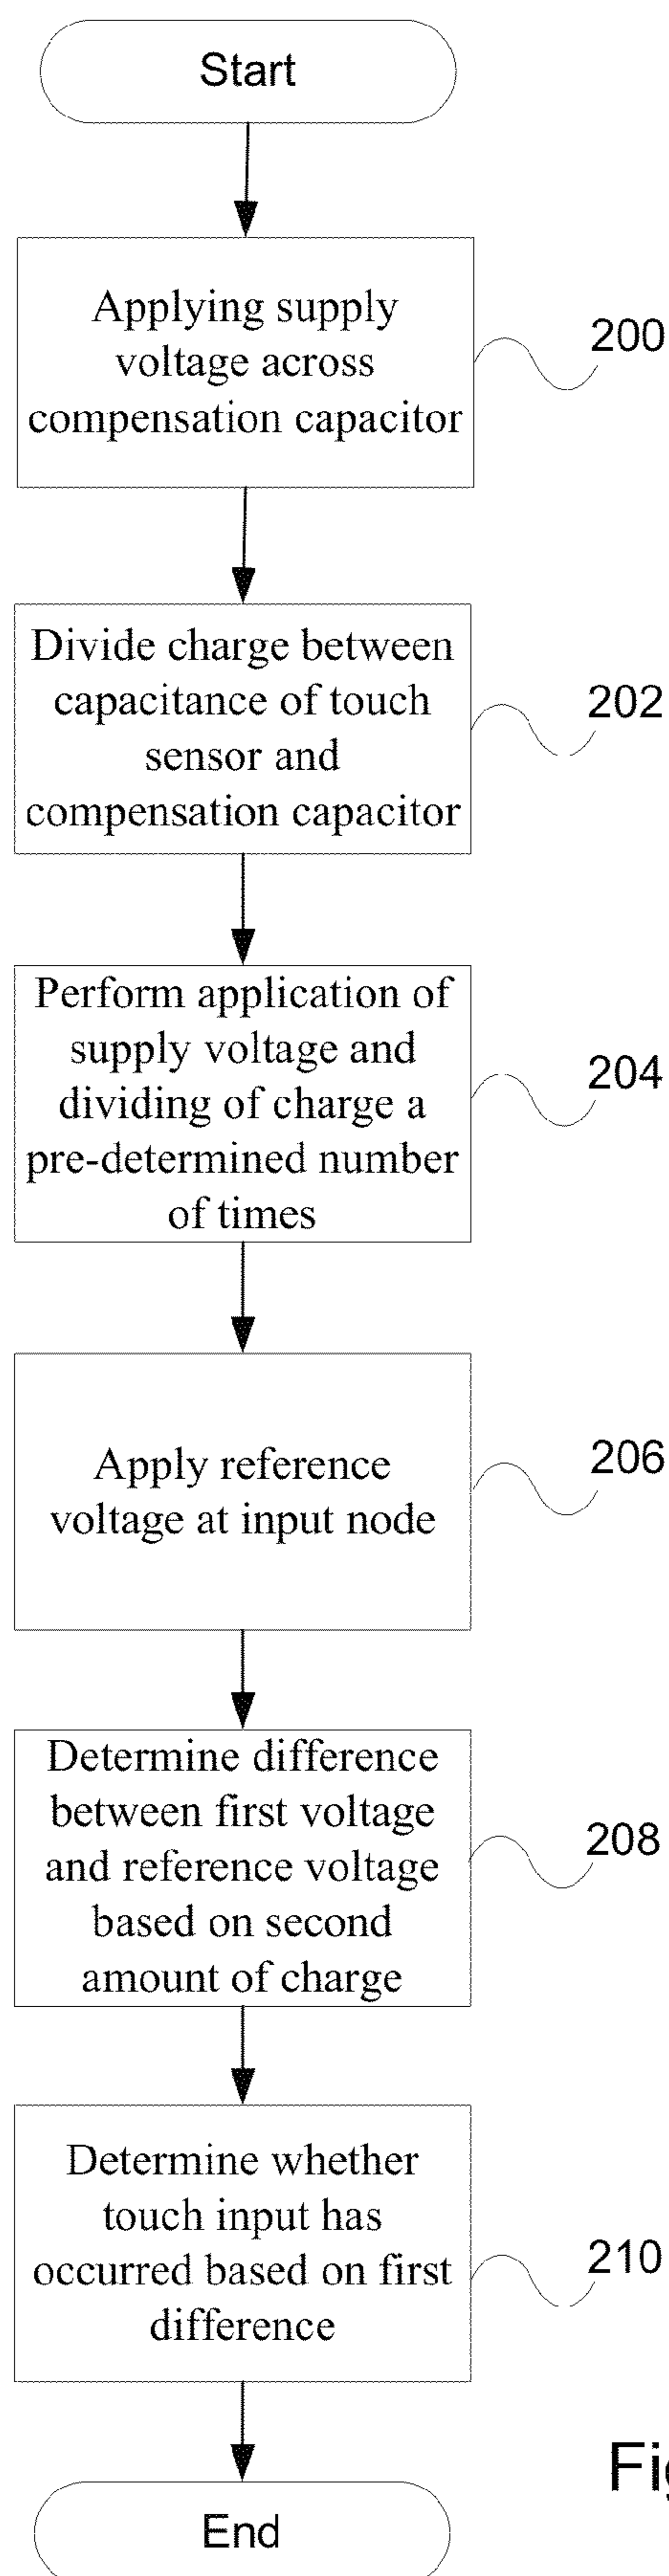 Start
Applying supply
voltage across
compensation capacitor
200
Divide charge between
capacitance of touch
sensor and
compensation capacitor
202
Perform application of
supply voltage and
dividing of charge a
pre-determined number
of times
204
Apply reference
voltage at input node
206
Determine difference
between first voltage
and reference voltage
based on second
amount of charge
208
Determine whether
touch input has
occurred based on first
difference
210
End